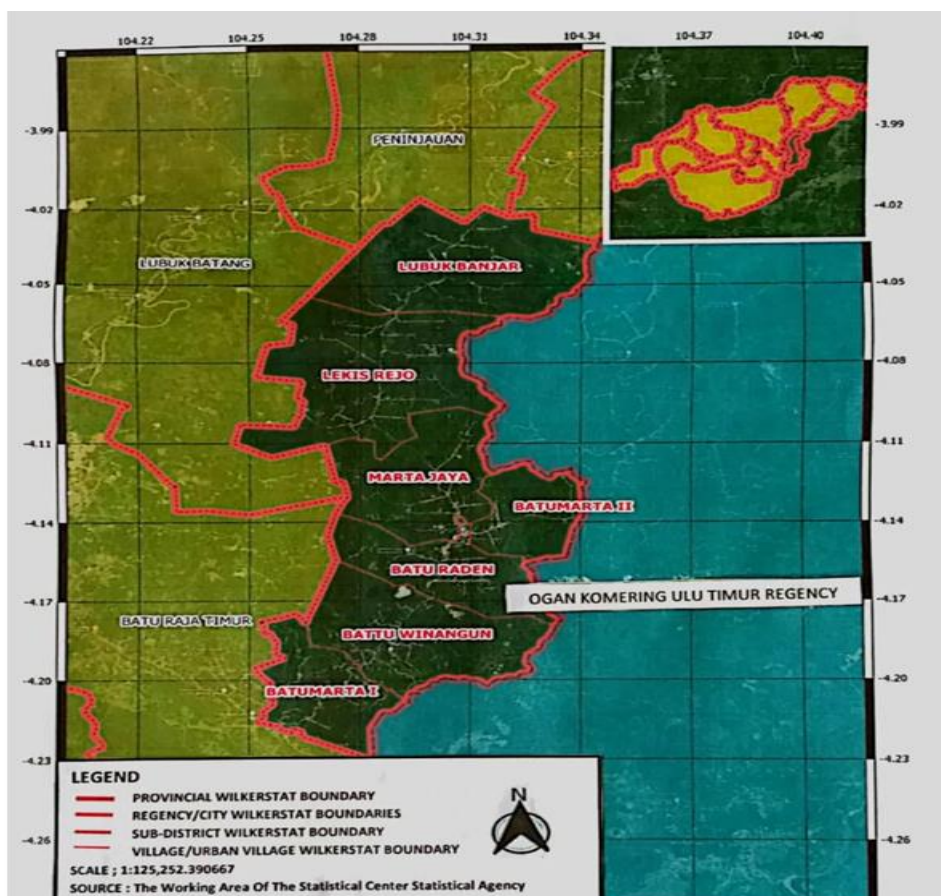 104.22 104.25 104.28 104.31 104.34 104.37 104.40
-3.99 -3.99
PENINJAUAN
-4.02 -4.02
LUBUK BATANG
LUBUK BANJAR
-4.05 -4.05
-4.08 -4.08
LEKIS REJO
-4.11 -4.11
MARTA JAYA
BATUMARTA II
-4.14 -4.14
BATU RADEN
OGAN KOMERING ULU TIMUR REGENCY
-4.17 -4.17
BATU RAJA TIMUR
BATTU WINANGUN
-4.20 -4.20
BATUMARTA I
-4.23 -4.23
LEGEND
PROVINCIAL WILKERSTAT BOUNDARY
REGENCY/CITY WILKERSTAT BOUNDARIES
SUB-DISTRICT WILKERSTAT BOUNDARY
VILLAGE/URBAN VILLAGE WILKERSTAT BOUNDARY
N
-4.26 -4.26
SCALE ; 1:125,252.390667
SOURCE : The Working Area Of The Statistical Center Statistical Agency